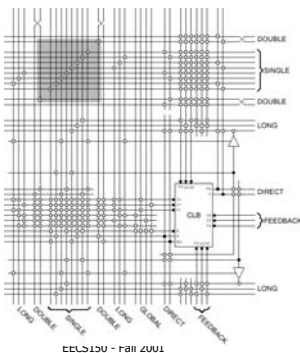 DOUBLE
SINGLE
DOUBLE
LONG
DIRECT
CLB
FEEDBACK
LONG
LONG
DOUBLE
SINGLE
DOUBLE
LONG
GLOBAL
DIRECT
FEEDBACK
EECS150 - Fall 2001